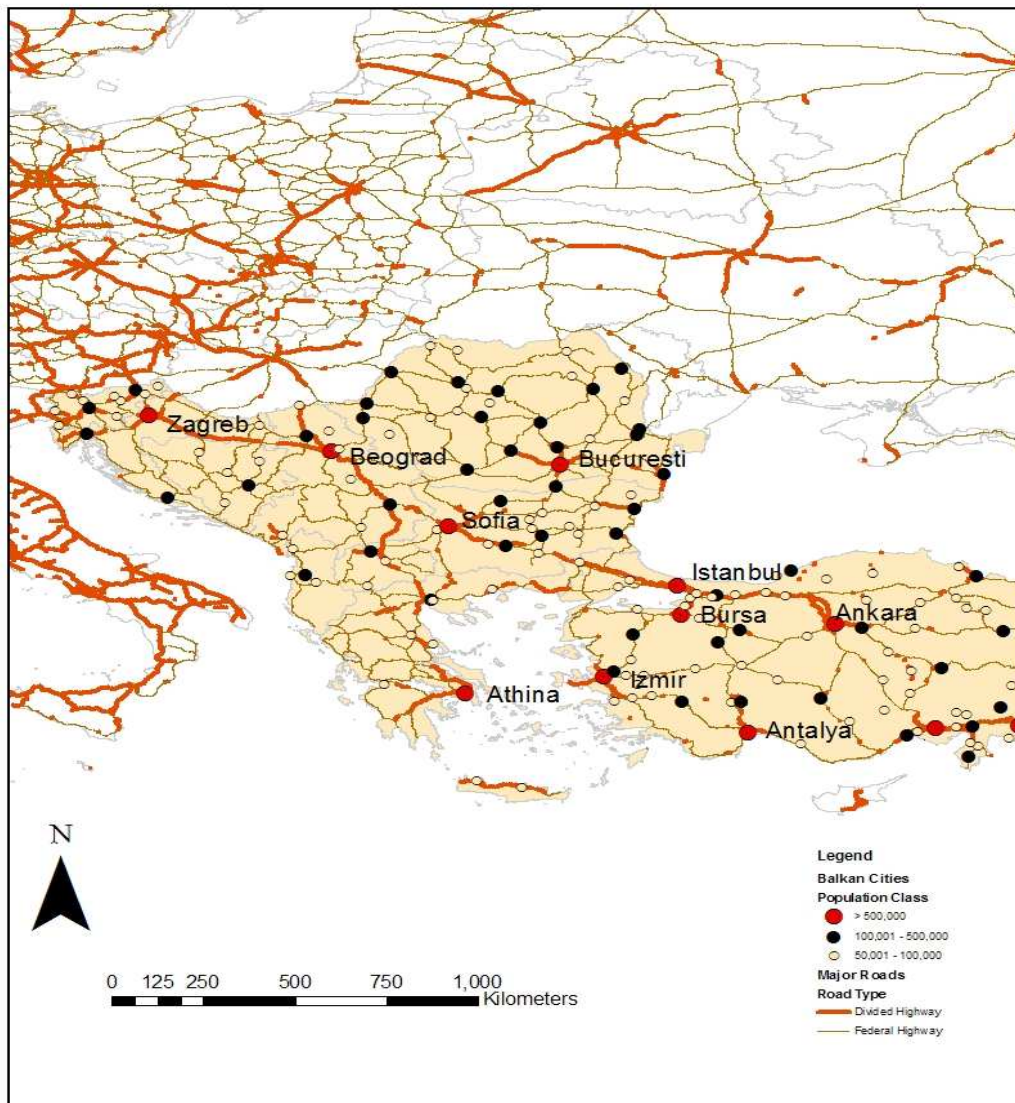 Zagreb
Beograd
Bucuresti
Sofia
Istanbul
Bursa
Ankara
Izmir
Athina
Antalya
N
Legend
Balkan Cities
Population Class
> 500,000
100,001 - 500,000
50,001 - 100,000
Major Roads
Road Type
Divided Highway
Federal Highway
0 125 250 500 750 1,000
Kilometers